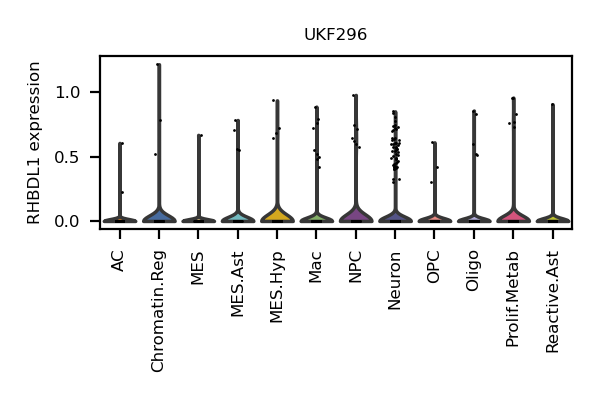 UKF296
RHBDL1 expression
1.0
0.5
0.0
AC
Chromatin.Reg
MES
MES.Ast
MES.Hyp
Mac
NPC
Neuron
OPC
Oligo
Prolif.Metab
Reactive.Ast